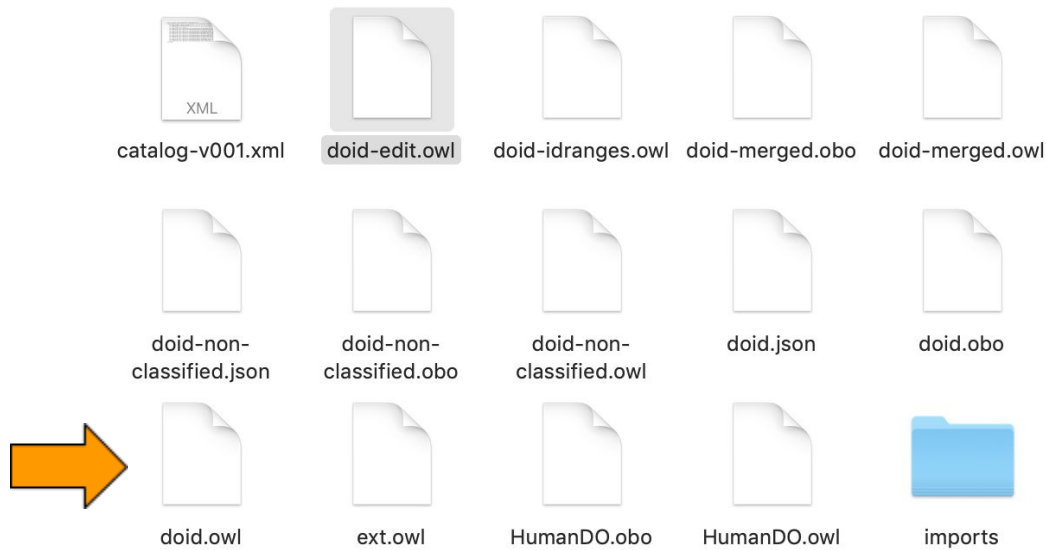 XML
catalog-v001.xml
doid-edit.owl
doid-idranges.owl
doid-merged.obo
doid-merged.owl
doid-non-
classified.json
doid-non-
classified.obo
doid-non-
classified.owl
doid.json
doid.obo
doid.owl
ext.owl
HumanDO.obo
HumanDO.owl
imports